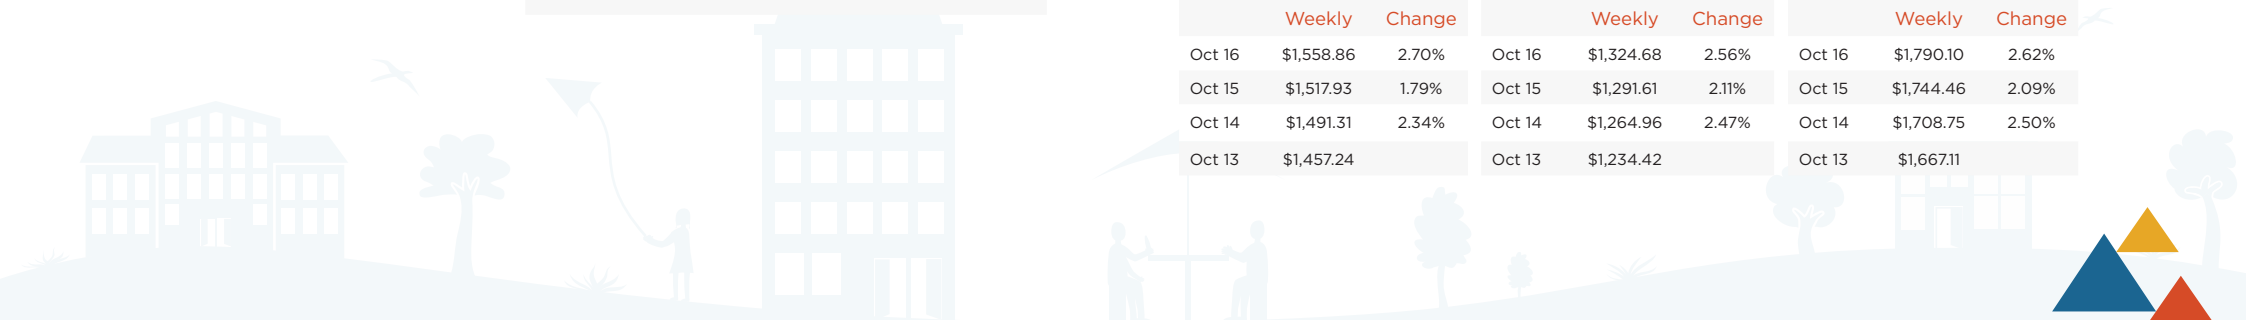 Weekly Change Weekly Change Weekly Change
Oct 16 $1,558.86 2.70% Oct 16 $1,324.68 2.56% Oct 16 $1,790.10 2.62%
Oct 15 $1,517.93 1.79% Oct 15 $1,291.61 2.11% Oct 15 $1,744.46 2.09%
Oct 14 $1,491.31 2.34% Oct 14 $1,264.96 2.47% Oct 14 $1,708.75 2.50%
Oct 13 $1,457.24 Oct 13 $1,234.42 Oct 13 $1,667.11